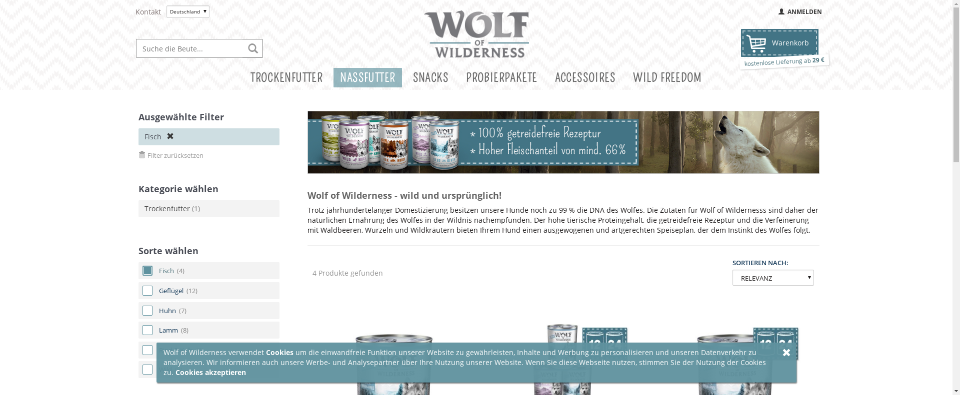 Kontakt
Deutschland
WOLF
OF
WILDERNESS
ANMELDEN
Suche die Beute...
Warenkorb
kostenlose Lieferung ab 29 €
TROCKENFUTTER
NASSFUTTER
SNACKS
PROBIERPAKETE
ACCESSOIRES
WILD FREEDOM
Ausgewählte Filter
Fisch
Filter zurücksetzen
Kategorie wählen
Trockenfutter (1)
Sorte wählen
Fisch (4)
Geflügel (12)
Huhn (7)
Lamm (8)
* 100% getreidefreie Rezeptur
* Hoher Fleischanteil von mind. 66%
Wolf of Wilderness - wild und ursprünglich!
Trotz jahrhundertelanger Domestizierung besitzen unsere Hunde noch zu 99 % die DNA des Wolfes. Die Zutaten für Wolf of Wildernesss sind daher der
natürlichen Ernährung des Wolfes in der Wildnis nachempfunden. Der hohe tierische Proteingehalt, die getreidefreie Rezeptur und die Verfeinerung
mit Waldbeeren, Wurzeln und Wildkräutern bieten Ihrem Hund einen ausgewogenen und artgerechten Speiseplan, der dem Instinkt des Wolfes folgt.
4 Produkte gefunden
SORTIEREN NACH:
RELEVANZ
Wolf of Wilderness verwendet Cookies um die einwandfreie Funktion unserer Website zu gewährleisten, Inhalte und Werbung zu personalisieren und unseren Datenverkehr zu
analysieren. Wir informieren auch unsere Werbe- und Analysepartner über Ihre Nutzung unserer Website. Wenn Sie diese Webseite nutzen, stimmen Sie der Nutzung der Cookies
zu. Cookies akzeptieren